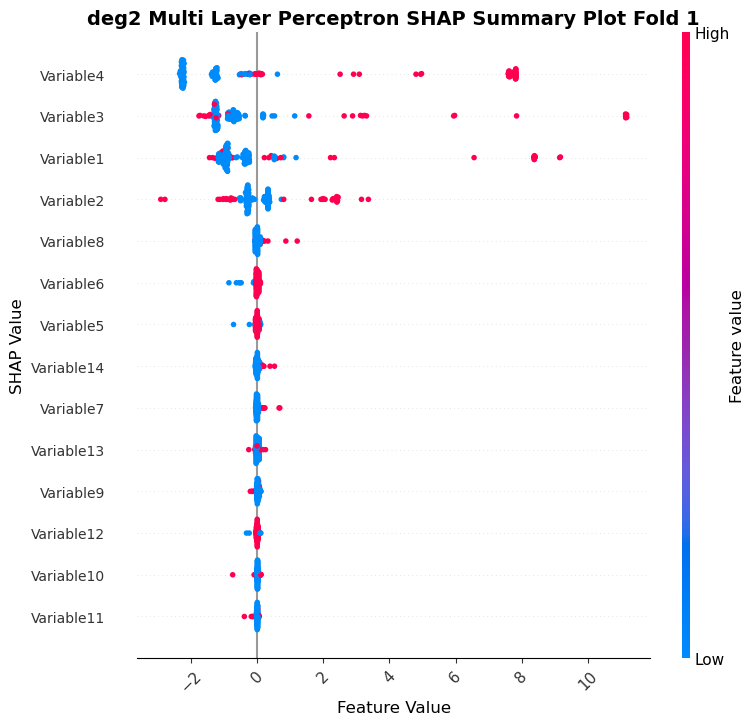 deg2 Multi Layer Perceptron SHAP Summary Plot Fold 1
High
Variable4
Variable3
Variable1
Variable2
Variable8
Variable6
Variable5
Variable14
Variable7
Variable13
Variable9
Variable12
Variable10
Variable11
SHAP Value
Feature value
Low
−2 0 2 4 6 8 10
Feature Value